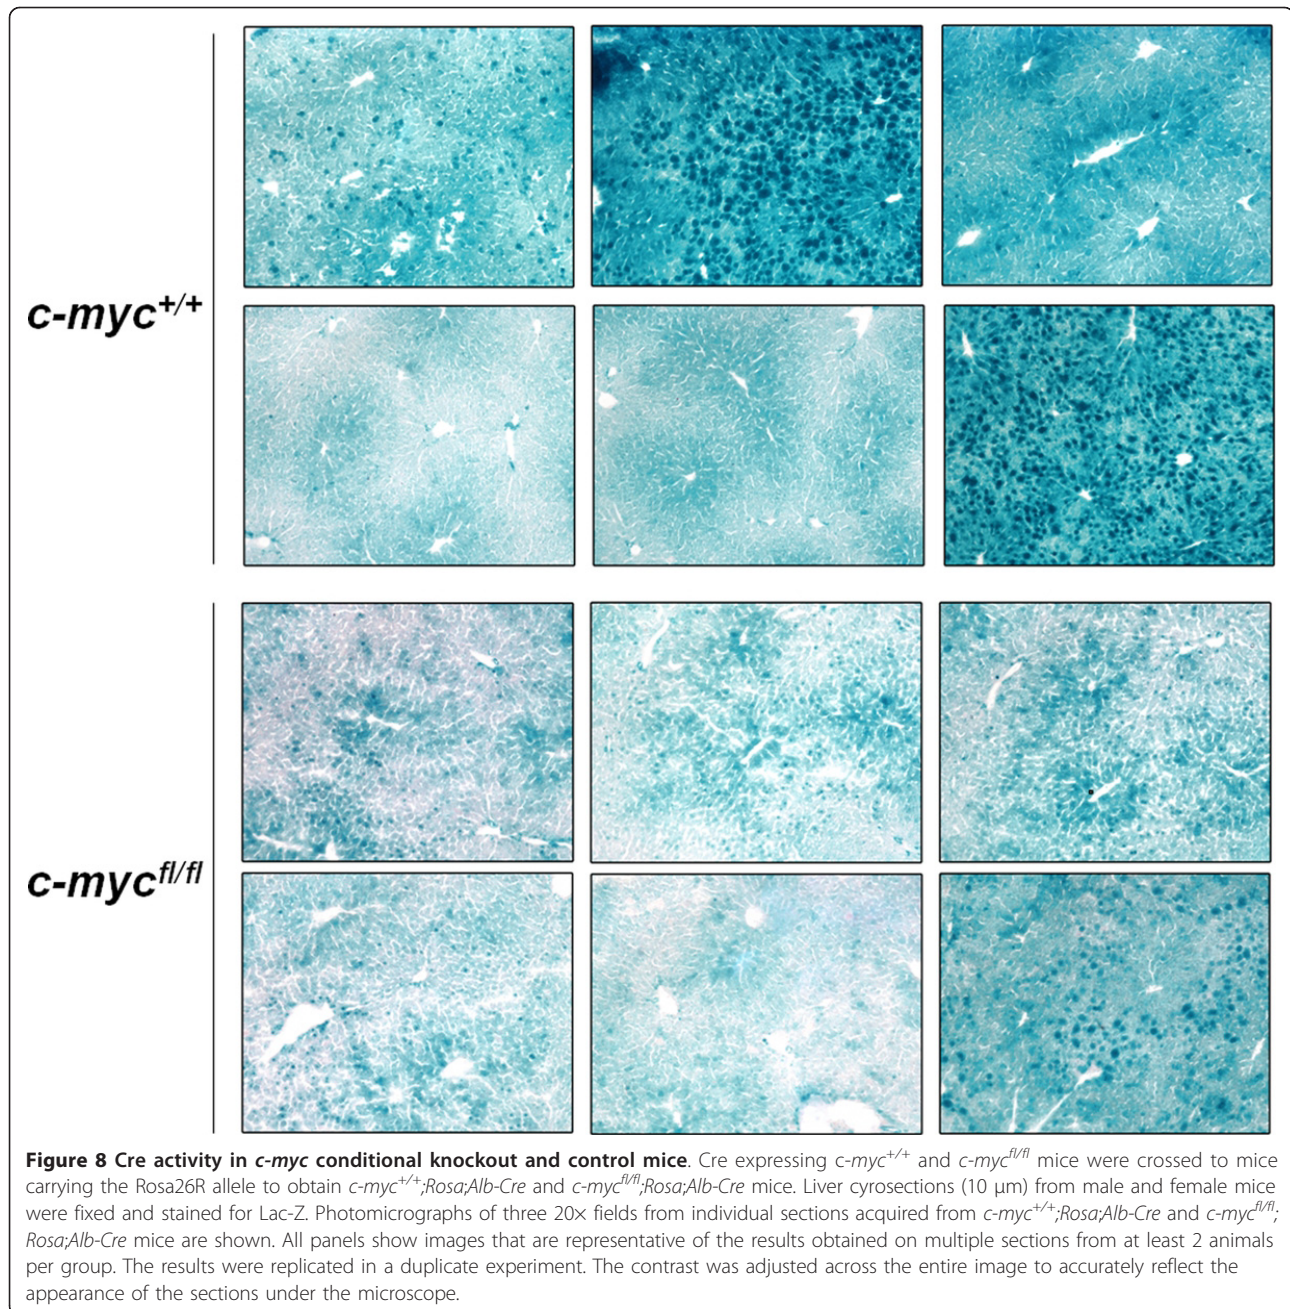 c-myc+/+
c-mycfl/fl
Figure 8 Cre activity in c-myc conditional knockout and control mice. Cre expressing c-myc+/+ and c-mycfl/fl mice were crossed to mice
carrying the Rosa26R allele to obtain c-myc+/+;Rosa;Alb-Cre and c-mycfl/fl;Rosa;Alb-Cre mice. Liver cyrosections (10 μm) from male and female mice
were fixed and stained for Lac-Z. Photomicrographs of three 20× fields from individual sections acquired from c-myc+/+;Rosa;Alb-Cre and c-mycfl/fl;
Rosa;Alb-Cre mice are shown. All panels show images that are representative of the results obtained on multiple sections from at least 2 animals
per group. The results were replicated in a duplicate experiment. The contrast was adjusted across the entire image to accurately reflect the
appearance of the sections under the microscope.